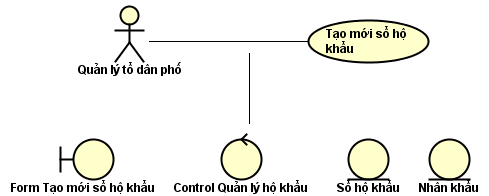 Tạo mới sổ hộ
khẩu
Quản lý tổ dân phố
Form Tạo mới sổ hộ khẩu
Control Quản lý hộ khẩu
Sổ hộ khẩu
Nhân khẩu